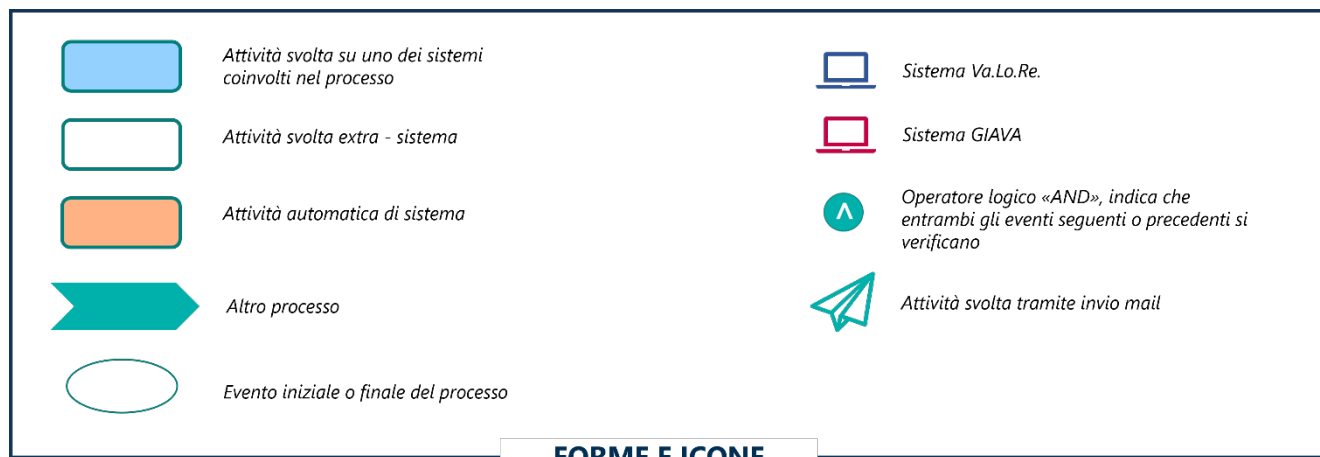 Attività svolta su uno dei sistemi
coinvolti nel processo
Attività svolta extra - sistema
Attività automatica di sistema
Altro processo
Evento iniziale o finale del processo
Sistema Va.Lo.Re.
Sistema GIAVA
Operatore logico «AND», indica che
entrambi gli eventi seguenti o precedenti si
verificano
Attività svolta tramite invio mail
FORME E ICONE